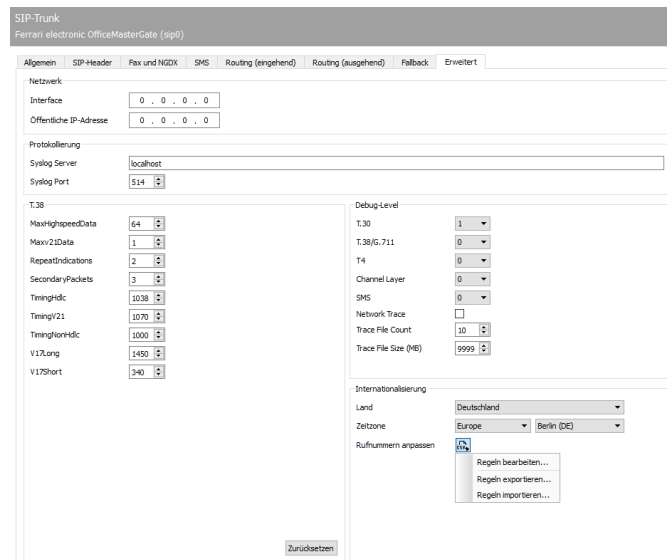 SIP-Trunk
Ferrari electronic OfficeMasterGate (sip0)
Allgemein SIP-Header Fax und NGDX SMS Routing (eingehend) Routing (ausgehend) Fallback Erweitert
Netzwerk
Interface 0 . 0 . 0 . 0
Öffentliche IP-Adresse 0 . 0 . 0 . 0
Protokollierung
Syslog Server localhost
Syslog Port 514
T.38
MaxHighspeedData 64
Maxv21Data 1
RepeatIndications 2
SecondaryPackets 3
TimingHdlc 1038
TimingV21 1070
TimingNonHdlc 1000
V17Long 1450
V17Short 340
Zurücksetzen
Debug-Level
T.30 1
T.38/G.711 0
T4 0
Channel Layer 0
SMS 0
Network Trace
Trace File Count 10
Trace File Size (MB) 9999
Internationalisierung
Land Deutschland
Zeitzone Europe Berlin (DE)
Rufnummern anpassen CSV
Regeln bearbeiten...
Regeln exportieren...
Regeln importieren...